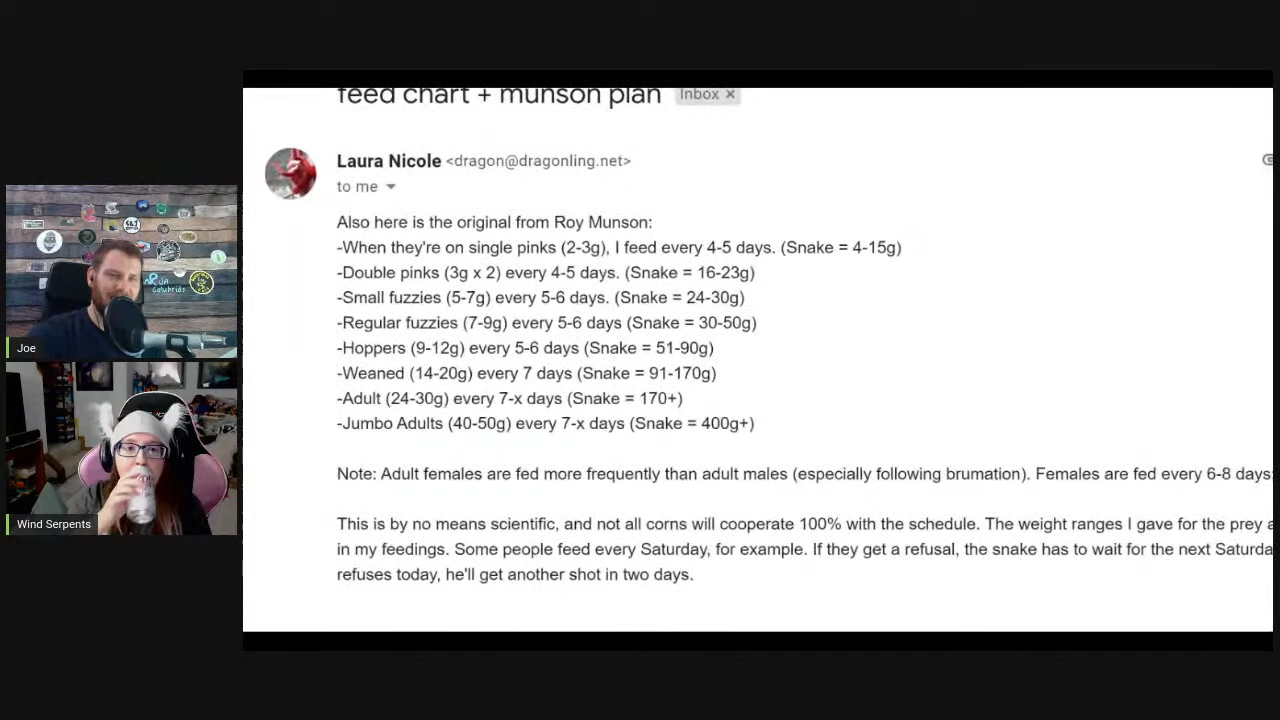 feed chart + munson plan Inbox ×
Laura Nicole <dragon@dragonling.net>
to me
Also here is the original from Roy Munson:
-When they're on single pinks (2-3g), I feed every 4-5 days. (Snake = 4-15g)
-Double pinks (3g x 2) every 4-5 days. (Snake = 16-23g)
-Small fuzzies (5-7g) every 5-6 days. (Snake = 24-30g)
-Regular fuzzies (7-9g) every 5-6 days (Snake = 30-50g)
-Hoppers (9-12g) every 5-6 days (Snake = 51-90g)
-Weaned (14-20g) every 7 days (Snake = 91-170g)
-Adult (24-30g) every 7-x days (Snake = 170+)
-Jumbo Adults (40-50g) every 7-x days (Snake = 400g+)
Note: Adult females are fed more frequently than adult males (especially following brumation). Females are fed every 6-8 days
This is by no means scientific, and not all corns will cooperate 100% with the schedule. The weight ranges I gave for the prey a
in my feedings. Some people feed every Saturday, for example. If they get a refusal, the snake has to wait for the next Saturda
refuses today, he'll get another shot in two days.
JA
Colubrids
Joe
Wind Serpents